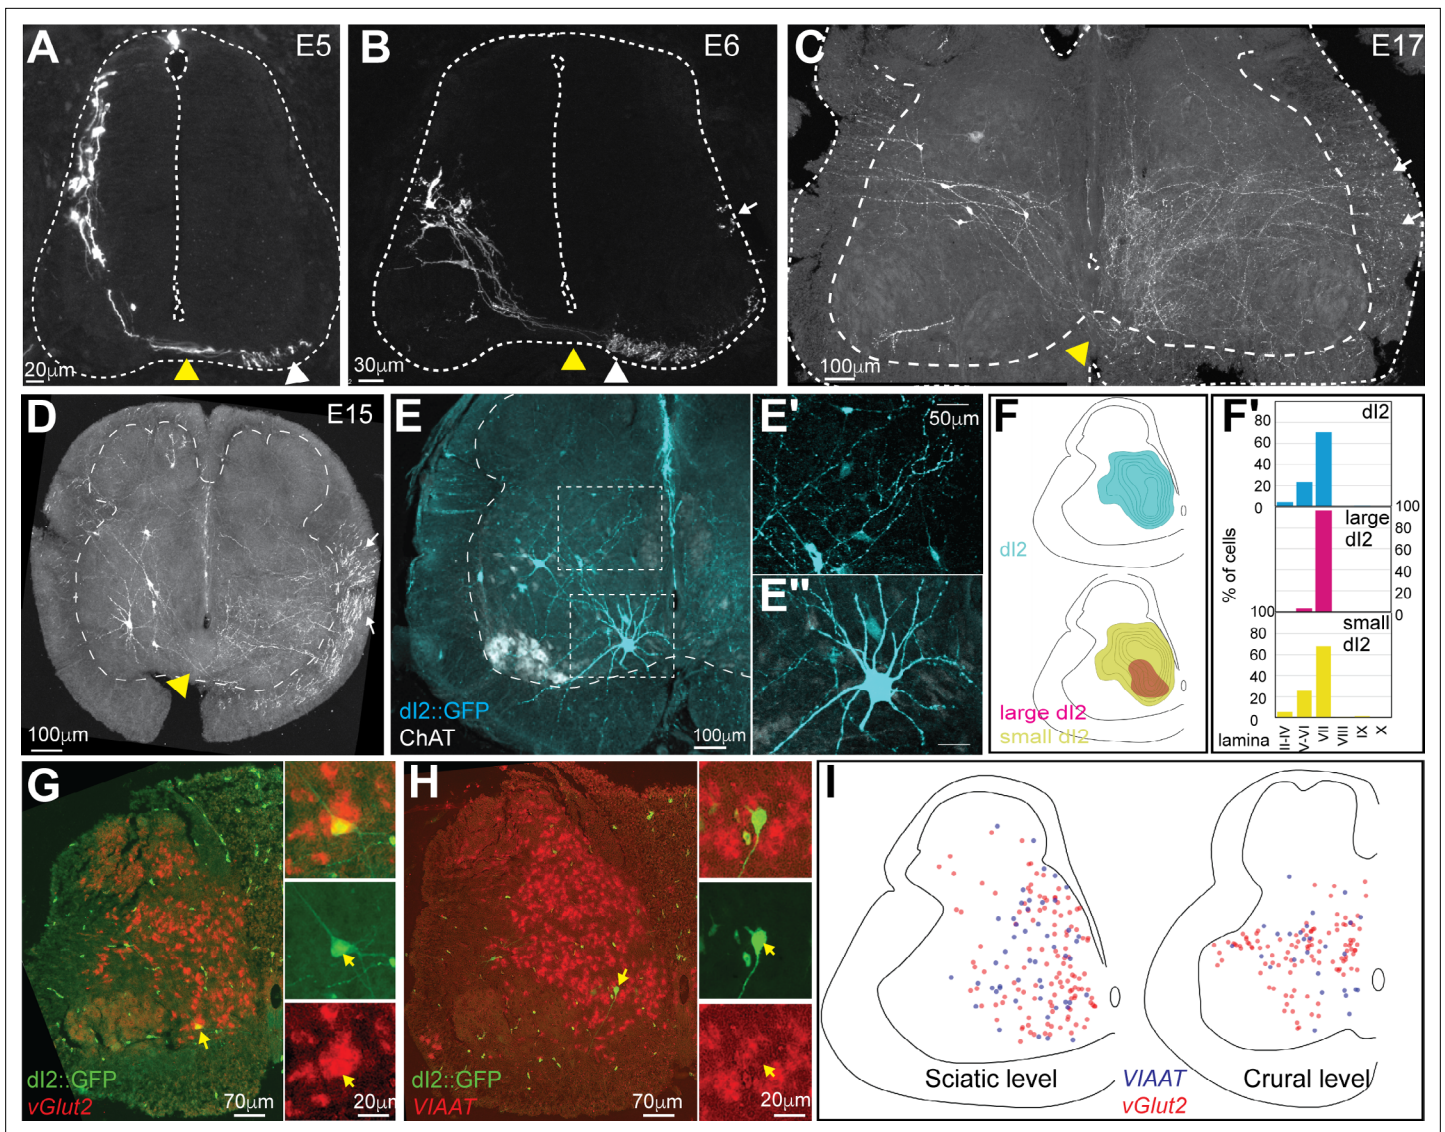 A
E5
20µm
B
E6
30µm
C
E17
100µm
D
E15
100µm
E
dI2::GFP
ChAT
100µm
E'
50µm
E"
F
dI2
large dI2
small dI2
F'
dI2
80
60
40
20
0
large
dI2
100
80
60
40
20
0
small
dI2
100
80
60
40
20
0
% of cells
lamina
II-IV
V-VI
VII
VIII
IX
X
G
dI2::GFP
vGlut2
70µm
20µm
H
dI2::GFP
VIAAT
70µm
20µm
I
Sciatic level
VIAAT
vGlut2
Crural level